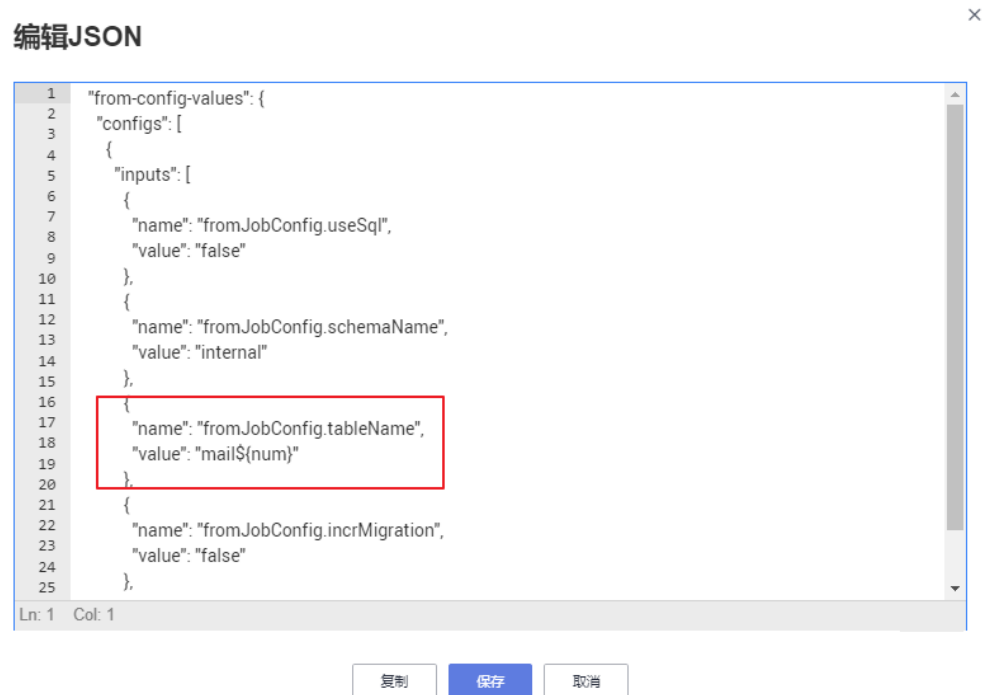 编辑JSON
×
1 "from-config-values": {
2 "configs": [
3 {
4 "inputs": [
5 {
6 "name": "fromJobConfig.useSql",
7 "value": "false"
8 },
9 {
10 "name": "fromJobConfig.schemaName",
11 "value": "internal"
12 },
13 {
14 "name": "fromJobConfig.tableName",
15 "value": "mail${num}"
16 },
17 {
18 "name": "fromJobConfig.incrMigration",
19 "value": "false"
20 },
21
22
23
24
25
Ln: 1 Col: 1
复制 保存 取消